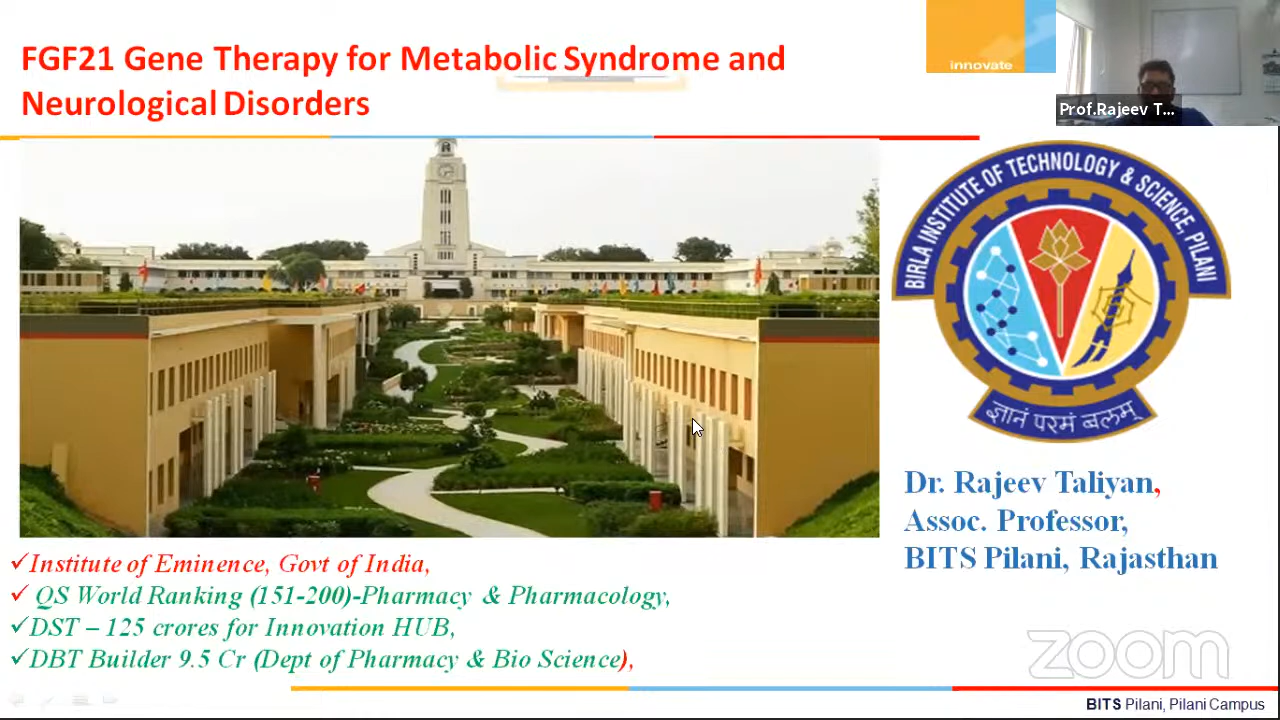 FGF21 Gene Therapy for Metabolic Syndrome and
Neurological Disorders
innovate
Prof.Rajeev T...
BIRLA INSTITUTE OF TECHNOLOGY & SCIENCE, PILANI
ज्ञानं परमं बलम्
Dr. Rajeev Taliyan,
Assoc. Professor,
BITS Pilani, Rajasthan
✓Institute of Eminence, Govt of India,
✓ QS World Ranking (151-200)-Pharmacy & Pharmacology,
✓DST – 125 crores for Innovation HUB,
✓DBT Builder 9.5 Cr (Dept of Pharmacy & Bio Science),
zoom
BITS Pilani, Pilani Campus